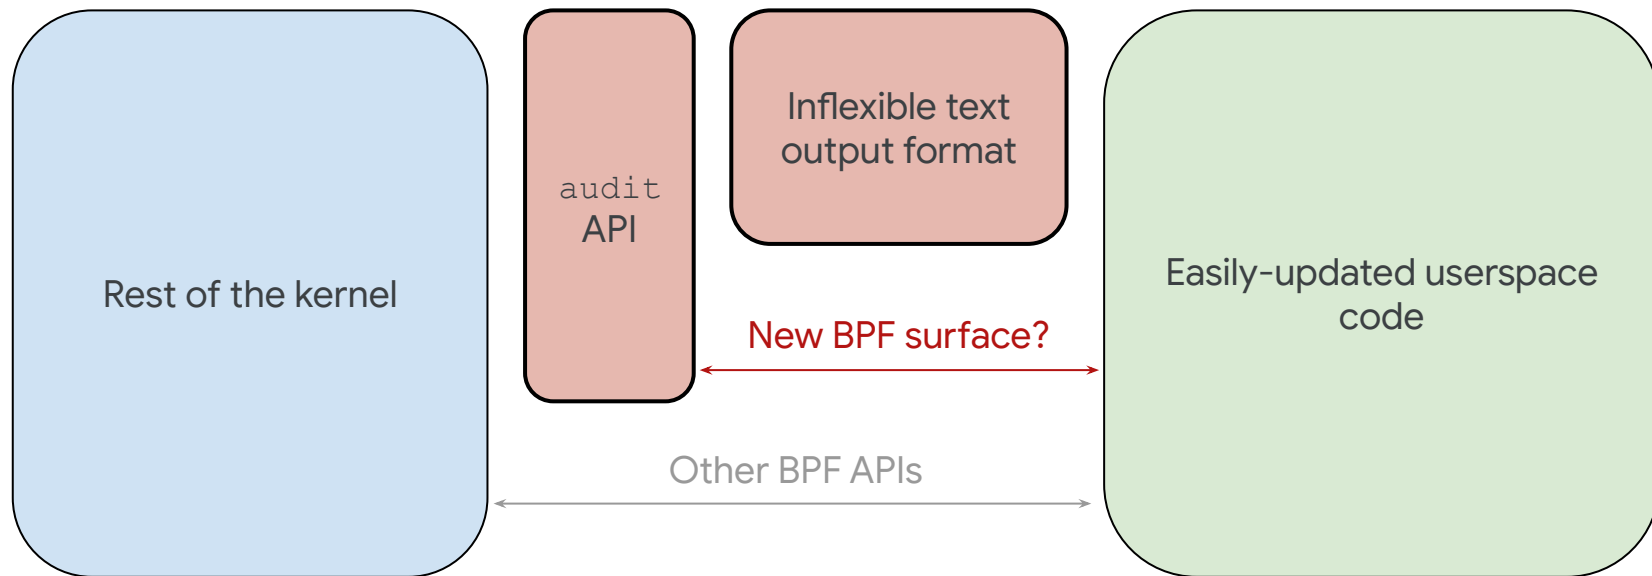 Rest of the kernel
audit
API
Inflexible text
output format
New BPF surface?
Other BPF APIs
Easily-updated userspace
code